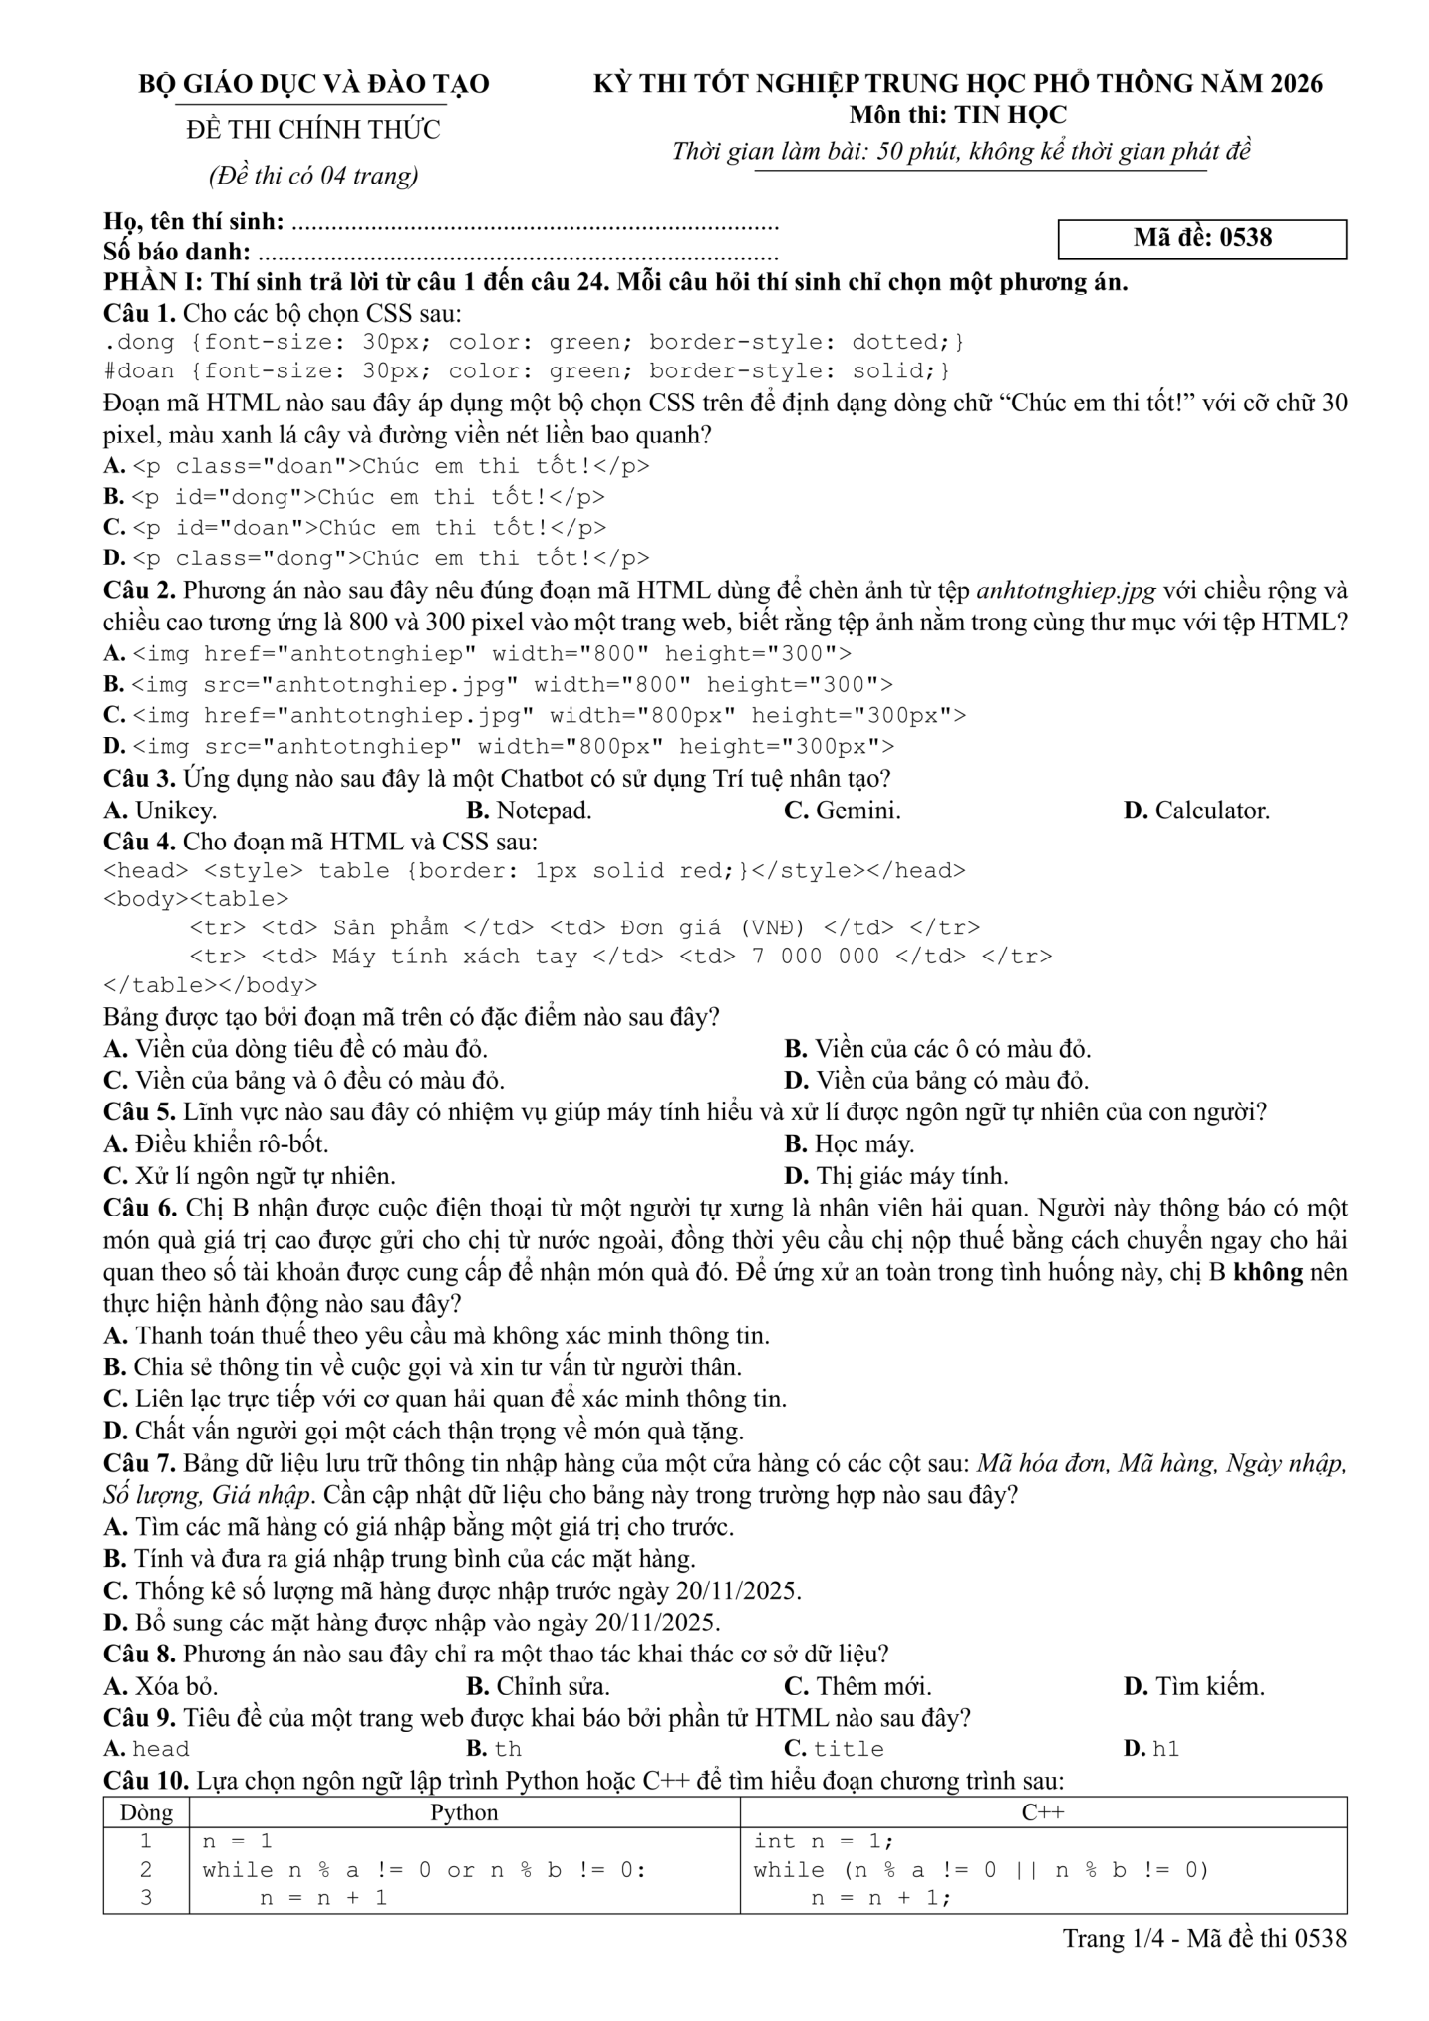 BỘ GIÁO DỤC VÀ ĐÀO TẠO
ĐỀ THI CHÍNH THỨC
(Đề thi có 04 trang)
KỲ THI TỐT NGHIỆP TRUNG HỌC PHỔ THÔNG NĂM 2026
Môn thi: TIN HỌC
Thời gian làm bài: 50 phút, không kể thời gian phát đề
Họ, tên thí sinh: ..........................................................................
Số báo danh: ...............................................................................
Mã đề: 0538
PHẦN I: Thí sinh trả lời từ câu 1 đến câu 24. Mỗi câu hỏi thí sinh chỉ chọn một phương án.
Câu 1. Cho các bộ chọn CSS sau:
.dong {font-size: 30px; color: green; border-style: dotted;}
#doan {font-size: 30px; color: green; border-style: solid;}
Đoạn mã HTML nào sau đây áp dụng một bộ chọn CSS trên để định dạng dòng chữ “Chúc em thi tốt!” với cỡ chữ 30
pixel, màu xanh lá cây và đường viền nét liền bao quanh?
A. <p class="doan">Chúc em thi tốt!</p>
B. <p id="dong">Chúc em thi tốt!</p>
C. <p id="doan">Chúc em thi tốt!</p>
D. <p class="dong">Chúc em thi tốt!</p>
Câu 2. Phương án nào sau đây nêu đúng đoạn mã HTML dùng để chèn ảnh từ tệp anhtotnghiep.jpg với chiều rộng và
chiều cao tương ứng là 800 và 300 pixel vào một trang web, biết rằng tệp ảnh nằm trong cùng thư mục với tệp HTML?
A. <img href="anhtotnghiep" width="800" height="300">
B. <img src="anhtotnghiep.jpg" width="800" height="300">
C. <img href="anhtotnghiep.jpg" width="800px" height="300px">
D. <img src="anhtotnghiep" width="800px" height="300px">
Câu 3. Ứng dụng nào sau đây là một Chatbot có sử dụng Trí tuệ nhân tạo?
A. Unikey. B. Notepad. C. Gemini. D. Calculator.
Câu 4. Cho đoạn mã HTML và CSS sau:
<head> <style> table {border: 1px solid red;}</style></head>
<body><table>
<tr> <td> Sản phẩm </td> <td> Đơn giá (VNĐ) </td> </tr>
<tr> <td> Máy tính xách tay </td> <td> 7 000 000 </td> </tr>
</table></body>
Bảng được tạo bởi đoạn mã trên có đặc điểm nào sau đây?
A. Viền của dòng tiêu đề có màu đỏ. B. Viền của các ô có màu đỏ.
C. Viền của bảng và ô đều có màu đỏ. D. Viền của bảng có màu đỏ.
Câu 5. Lĩnh vực nào sau đây có nhiệm vụ giúp máy tính hiểu và xử lí được ngôn ngữ tự nhiên của con người?
A. Điều khiển rô-bốt. B. Học máy.
C. Xử lí ngôn ngữ tự nhiên. D. Thị giác máy tính.
Câu 6. Chị B nhận được cuộc điện thoại từ một người tự xưng là nhân viên hải quan. Người này thông báo có một
món quà giá trị cao được gửi cho chị từ nước ngoài, đồng thời yêu cầu chị nộp thuế bằng cách chuyển ngay cho hải
quan theo số tài khoản được cung cấp để nhận món quà đó. Để ứng xử an toàn trong tình huống này, chị B không nên
thực hiện hành động nào sau đây?
A. Thanh toán thuế theo yêu cầu mà không xác minh thông tin.
B. Chia sẻ thông tin về cuộc gọi và xin tư vấn từ người thân.
C. Liên lạc trực tiếp với cơ quan hải quan để xác minh thông tin.
D. Chất vấn người gọi một cách thận trọng về món quà tặng.
Câu 7. Bảng dữ liệu lưu trữ thông tin nhập hàng của một cửa hàng có các cột sau: Mã hóa đơn, Mã hàng, Ngày nhập,
Số lượng, Giá nhập. Cần cập nhật dữ liệu cho bảng này trong trường hợp nào sau đây?
A. Tìm các mã hàng có giá nhập bằng một giá trị cho trước.
B. Tính và đưa ra giá nhập trung bình của các mặt hàng.
C. Thống kê số lượng mã hàng được nhập trước ngày 20/11/2025.
D. Bổ sung các mặt hàng được nhập vào ngày 20/11/2025.
Câu 8. Phương án nào sau đây chỉ ra một thao tác khai thác cơ sở dữ liệu?
A. Xóa bỏ. B. Chỉnh sửa. C. Thêm mới. D. Tìm kiếm.
Câu 9. Tiêu đề của một trang web được khai báo bởi phần tử HTML nào sau đây?
A. head B. th C. title D. h1
Câu 10. Lựa chọn ngôn ngữ lập trình Python hoặc C++ để tìm hiểu đoạn chương trình sau:
Dòng Python C++
1 n = 1 int n = 1;
2 while n % a != 0 or n % b != 0: while (n % a != 0 || n % b != 0)
3 n = n + 1 n = n + 1;
Trang 1/4 - Mã đề thi 0538